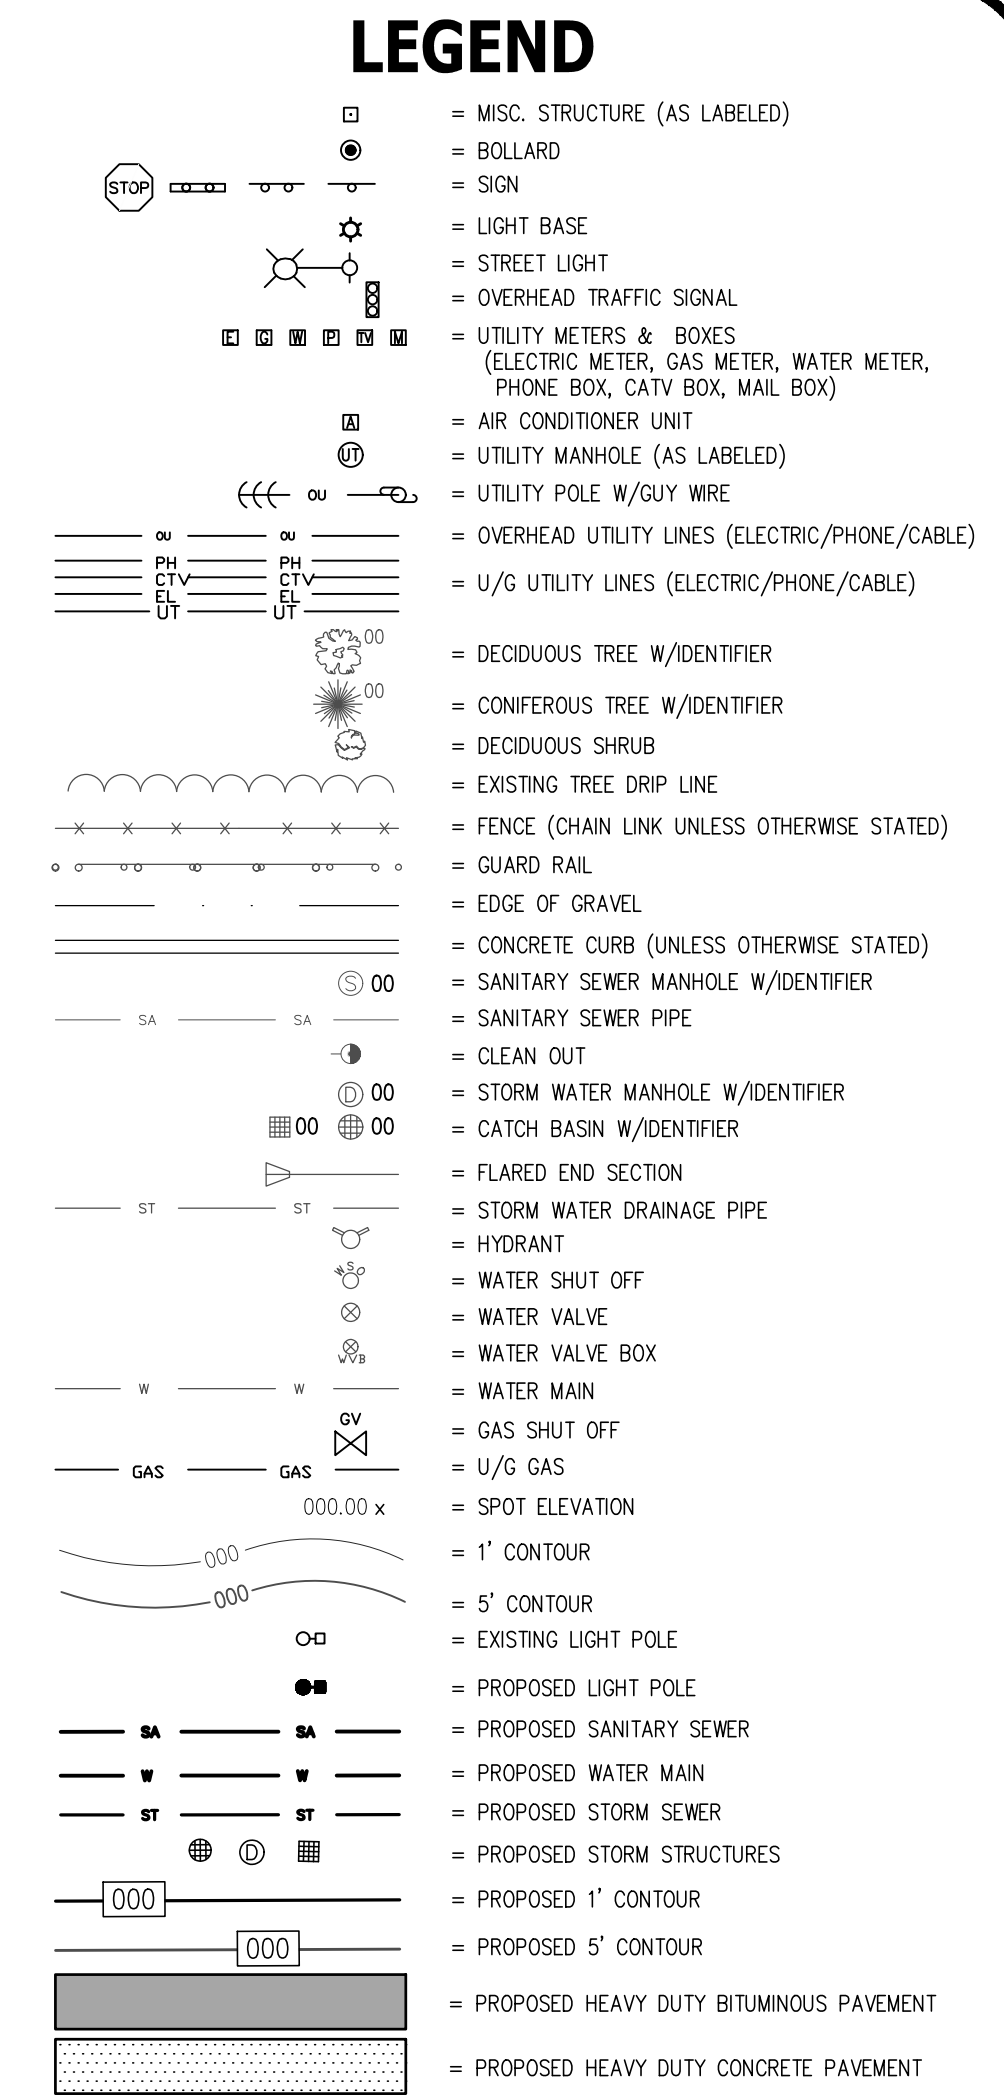 LEGEND
= MISC. STRUCTURE (AS LABELED)
= BOLLARD
STOP = SIGN
= LIGHT BASE
= STREET LIGHT
= OVERHEAD TRAFFIC SIGNAL
E G W P TV M = UTILITY METERS & BOXES
(ELECTRIC METER, GAS METER, WATER METER,
PHONE BOX, CATV BOX, MAIL BOX)
A = AIR CONDITIONER UNIT
UT = UTILITY MANHOLE (AS LABELED)
OU = UTILITY POLE W/GUY WIRE
OU OU = OVERHEAD UTILITY LINES (ELECTRIC/PHONE/CABLE)
PH PH
CTV CTV = U/G UTILITY LINES (ELECTRIC/PHONE/CABLE)
EL EL
UT UT
00 = DECIDUOUS TREE W/IDENTIFIER
00 = CONIFEROUS TREE W/IDENTIFIER
= DECIDUOUS SHRUB
= EXISTING TREE DRIP LINE
= FENCE (CHAIN LINK UNLESS OTHERWISE STATED)
= GUARD RAIL
= EDGE OF GRAVEL
= CONCRETE CURB (UNLESS OTHERWISE STATED)
S 00 = SANITARY SEWER MANHOLE W/IDENTIFIER
SA SA = SANITARY SEWER PIPE
= CLEAN OUT
D 00 = STORM WATER MANHOLE W/IDENTIFIER
00 00 = CATCH BASIN W/IDENTIFIER
= FLARED END SECTION
ST ST = STORM WATER DRAINAGE PIPE
= HYDRANT
WSO = WATER SHUT OFF
= WATER VALVE
WVB = WATER VALVE BOX
W W = WATER MAIN
GV
= GAS SHUT OFF
GAS GAS = U/G GAS
000.00 x = SPOT ELEVATION
000 = 1' CONTOUR
000 = 5' CONTOUR
= EXISTING LIGHT POLE
= PROPOSED LIGHT POLE
SA SA = PROPOSED SANITARY SEWER
W W = PROPOSED WATER MAIN
ST ST = PROPOSED STORM SEWER
D = PROPOSED STORM STRUCTURES
000 = PROPOSED 1' CONTOUR
000 = PROPOSED 5' CONTOUR
= PROPOSED HEAVY DUTY BITUMINOUS PAVEMENT
= PROPOSED HEAVY DUTY CONCRETE PAVEMENT